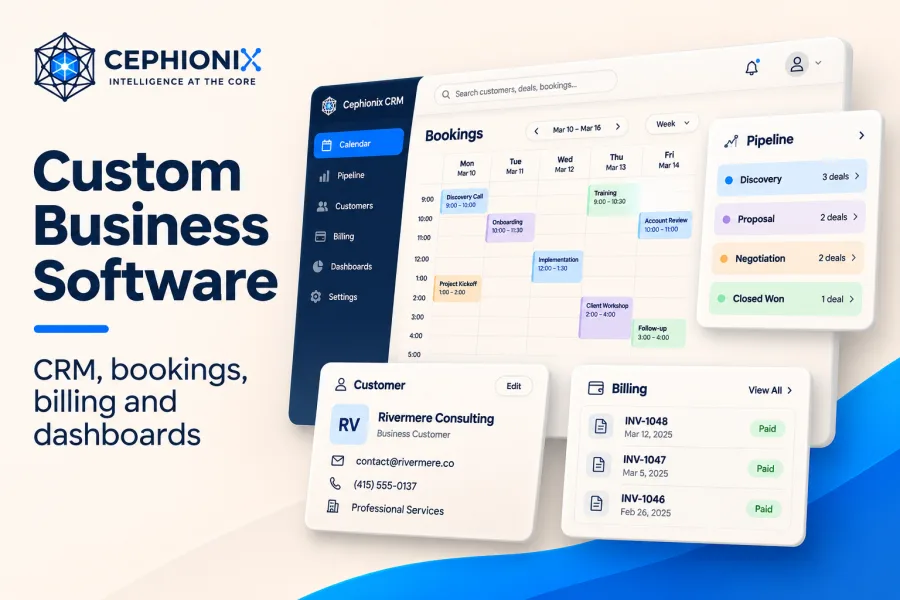 CEPHIONIX
INTELLIGENCE AT THE CORE
Custom
Business
Software
CRM, bookings,
billing and
dashboards
Cephionix CRM
Calendar
Pipeline
Customers
Billing
Dashboards
Settings
Search customers, deals, bookings...
Bookings
Mar 10 – Mar 16
Week
Mon
Mar 10
Tue
Mar 11
Wed
Mar 12
Thu
Mar 13
Fri
Mar 14
9:00
10:00
11:00
12:00
1:00
2:00
3:00
4:00
5:00
Discovery Call
9:00 – 10:00
Onboarding
10:00 – 11:30
Implementation
12:00 – 1:30
Training
9:00 – 10:30
Account Review
10:00 – 11:00
Project Kickoff
1:00 – 2:00
Client Workshop
2:00 – 4:00
Follow-up
3:00 – 4:00
Pipeline
Discovery 3 deals
Proposal 2 deals
Negotiation 2 deals
Closed Won 1 deal
Customer
Edit
RV
Rivermere Consulting
Business Customer
contact@rivermere.co
(415) 555-0137
Professional Services
Billing
View All
INV-1048
Mar 12, 2025
Paid
INV-1047
Mar 5, 2025
Paid
INV-1046
Feb 26, 2025
Paid